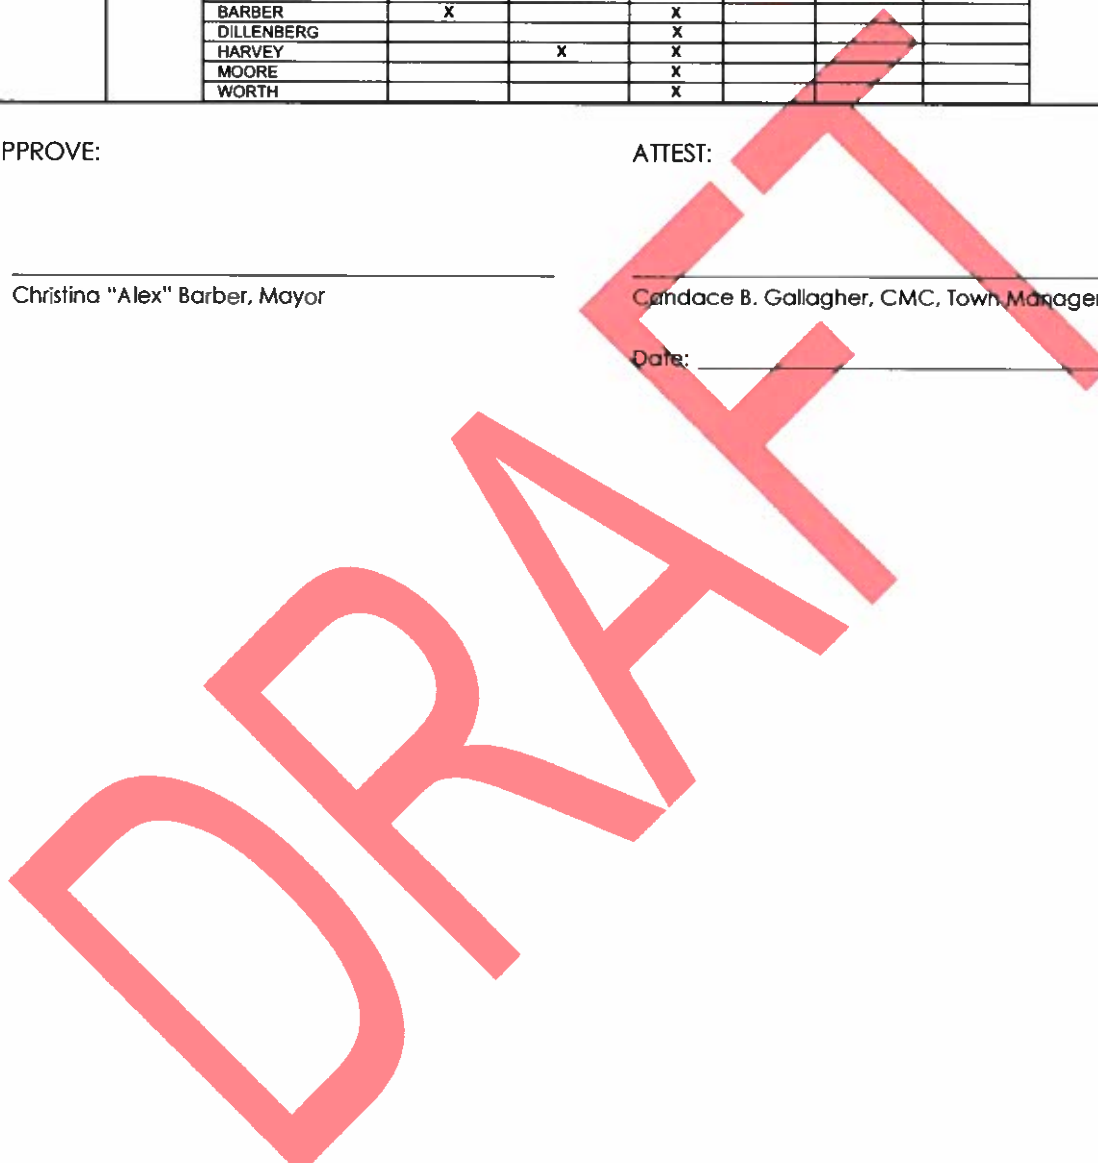 BARBER X X
DILLENBERG X
HARVEY X X
MOORE X
WORTH X
PPROVE: ATTEST:
Christina "Alex" Barber, Mayor Candace B. Gallagher, CMC, Town Manager
Date:
DRAFT